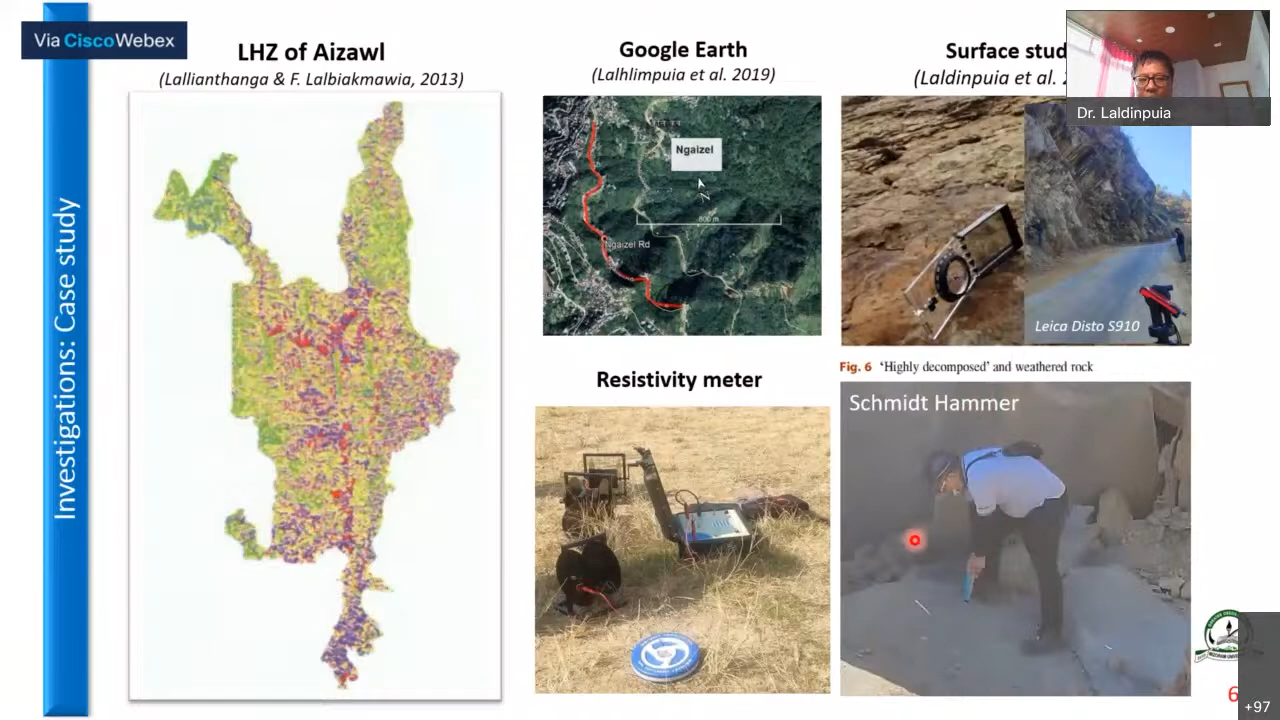 Via CiscoWebex
Investigations: Case study
LHZ of Aizawl
(Lallianthanga & F. Lalbiakmawia, 2013)
Google Earth
(Lalhlimpuia et al. 2019)
Ngaizel
N
600 m
Ngaizel Rd
Surface
(Laldinpuia et al.
Dr. Laldinpuia
Leica Disto S910
Fig. 6 'Highly decomposed' and weathered rock
Resistivity meter
Schmidt Hammer
6
+97